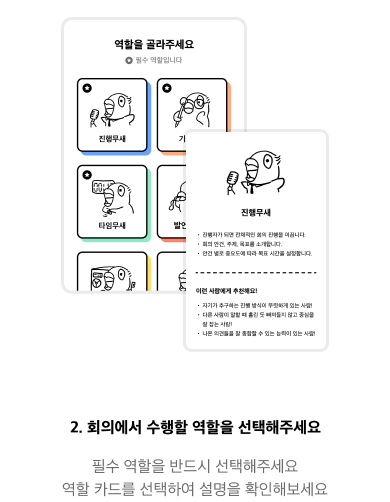 역할을 골라주세요
필수 역할입니다
진행무새
타임무새
진행무새
진행자가 되면 전체적인 회의 진행을 이끕니다.
회의 안건, 주제, 목표를 소개합니다.
안건 별로 중요도에 따라 목표 시간을 설정합니다.
이런 사람에게 추천해요!
자기가 추구하는 진행 방식이 뚜렷하게 있는 사람!
다른 사람이 말할 때 흘린 듯 빠져들지 않고 중심을
잘 잡는 사람!
나온 의견들을 잘 종합할 수 있는 능력이 있는 사람!
2. 회의에서 수행할 역할을 선택해주세요
필수 역할을 반드시 선택해주세요
역할 카드를 선택하여 설명을 확인해보세요